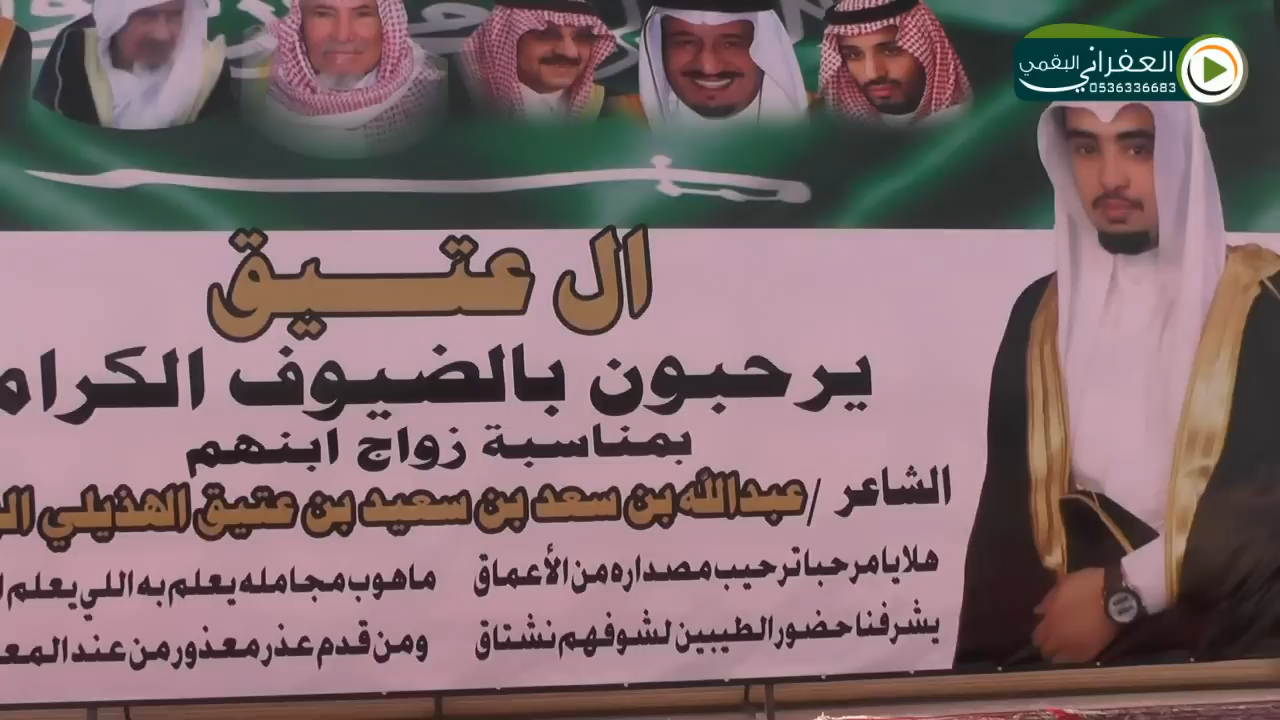 العفراني البقمي
0536336683
ال عتيق
يرحبون بالضيوف الكرام
بمناسبة زواج ابنهم
الشاعر / عبدالله بن سعد بن سعيد بن عتيق الهذيلي
هلا يا مرحبا ترحيب مصداره من الأعماق ماهوب مجامله يعلم به اللي يعلم
يشرفنا حضور الطيبين لشوفهم نشتاق ومن قدم عذر معذور من عند